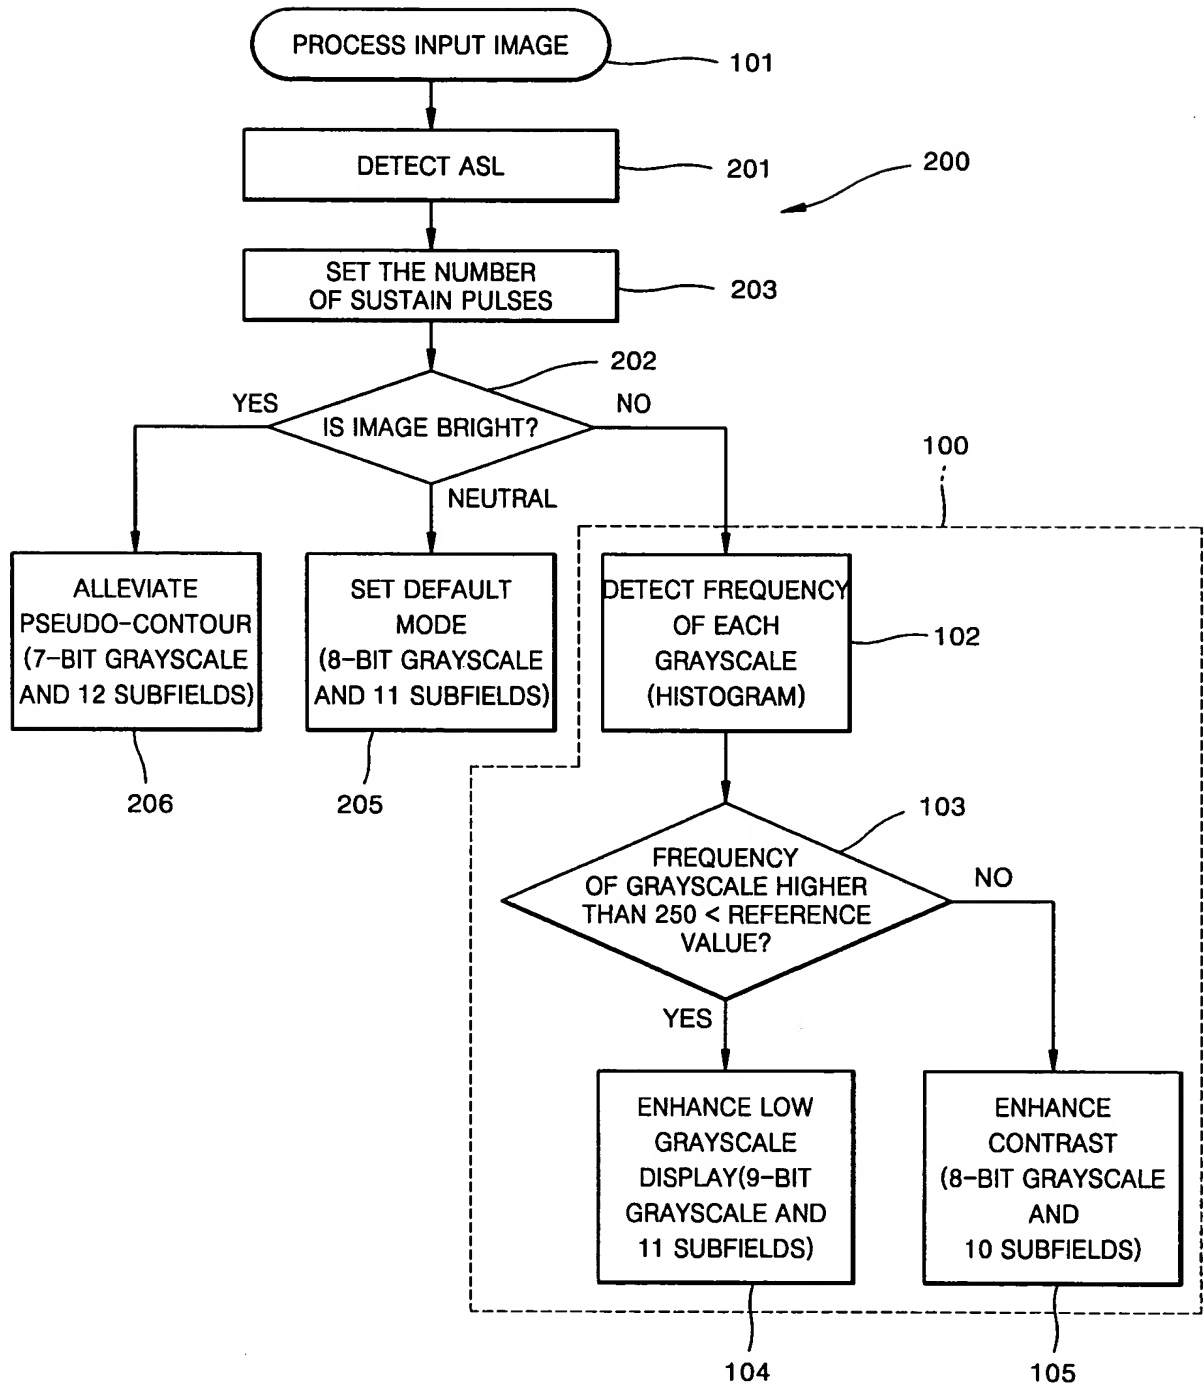 PROCESS INPUT IMAGE
101
DETECT ASL
201
200
SET THE NUMBER
OF SUSTAIN PULSES
203
202
YES
IS IMAGE BRIGHT?
NO
NEUTRAL
100
ALLEVIATE
PSEUDO-CONTOUR
(7-BIT GRAYSCALE
AND 12 SUBFIELDS)
206
SET DEFAULT
MODE
(8-BIT GRAYSCALE
AND 11 SUBFIELDS)
205
DETECT FREQUENCY
OF EACH
GRAYSCALE
(HISTOGRAM)
102
103
FREQUENCY
OF GRAYSCALE HIGHER
THAN 250 < REFERENCE
VALUE?
NO
YES
ENHANCE LOW
GRAYSCALE
DISPLAY(9-BIT
GRAYSCALE AND
11 SUBFIELDS)
104
ENHANCE
CONTRAST
(8-BIT GRAYSCALE
AND
10 SUBFIELDS)
105